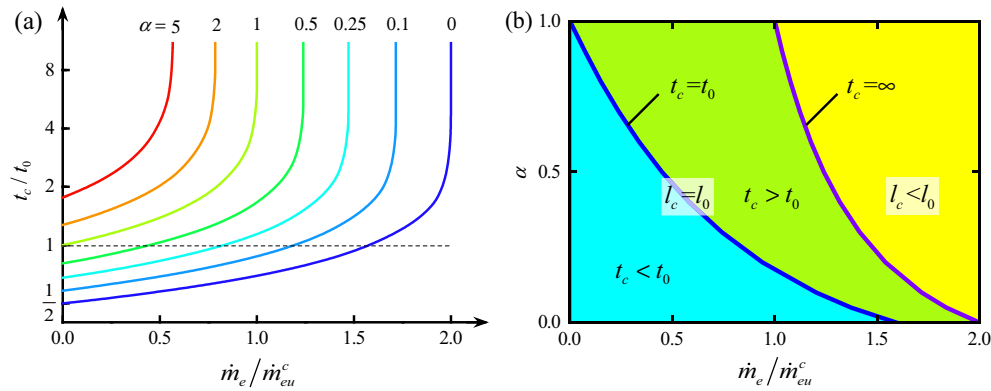 (a)
α = 5 2 1 0.5 0.25 0.1 0
8
4
2
1
1/2
t_c / t_0
0.0 0.5 1.0 1.5 2.0
ṁ_e / ṁ_eu^c
(b)
1.0
0.5
0.0
α
t_c = t_0
t_c = ∞
l_c = l_0
t_c > t_0
l_c < l_0
t_c < t_0
0.0 0.5 1.0 1.5 2.0
ṁ_e / ṁ_eu^c